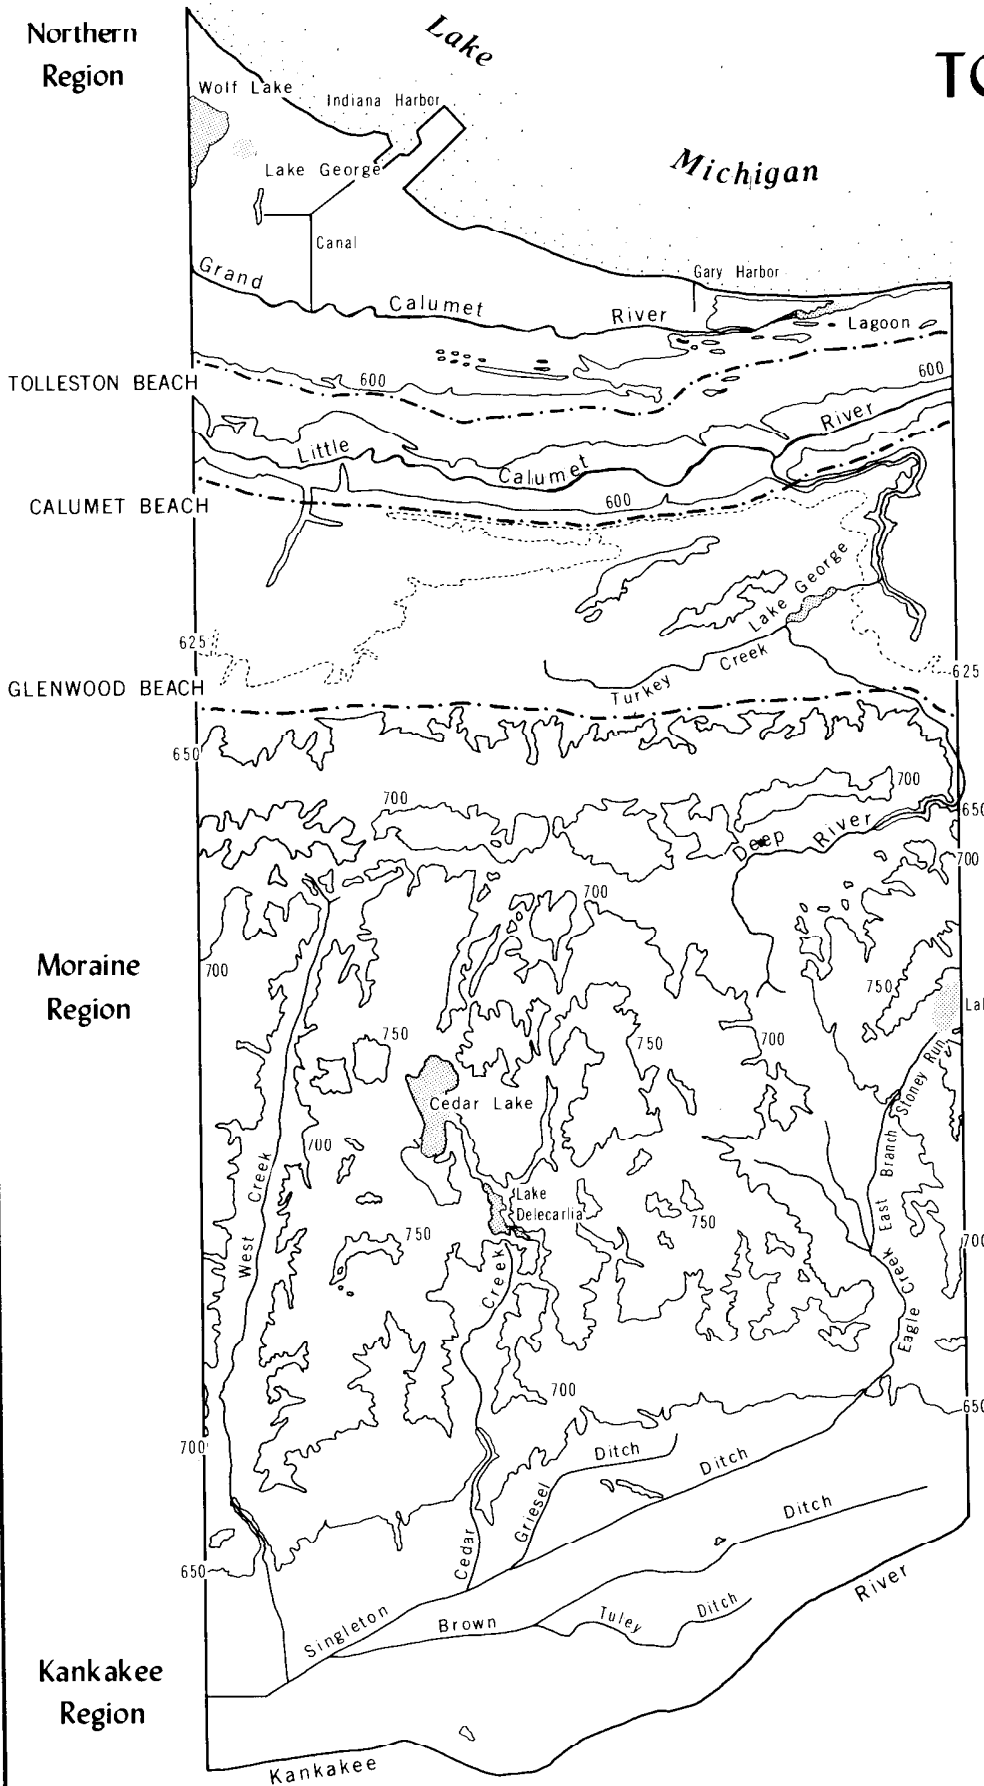 Northern
Region
Lake
Michigan
Wolf Lake
Indiana Harbor
Lake George
Canal
Gary Harbor
Grand
Calumet
River
Lagoon
TOLLESTON BEACH
600
600
River
Little
Calumet
CALUMET BEACH
600
Lake George
625
Turkey
Creek
625
GLENWOOD BEACH
650
700
700
650
Deep
River
700
700
Moraine
Region
700
750
750
750
700
Cedar Lake
East Branch Stoney Run
700
West Creek
Lake
Delecarlia
750
750
700
Creek
Eagle Creek
700
650
700
Ditch
Ditch
Griesel
Ditch
Cedar
650
Singleton
Brown
Tuley
Ditch
River
Kankakee
Region
Kankakee